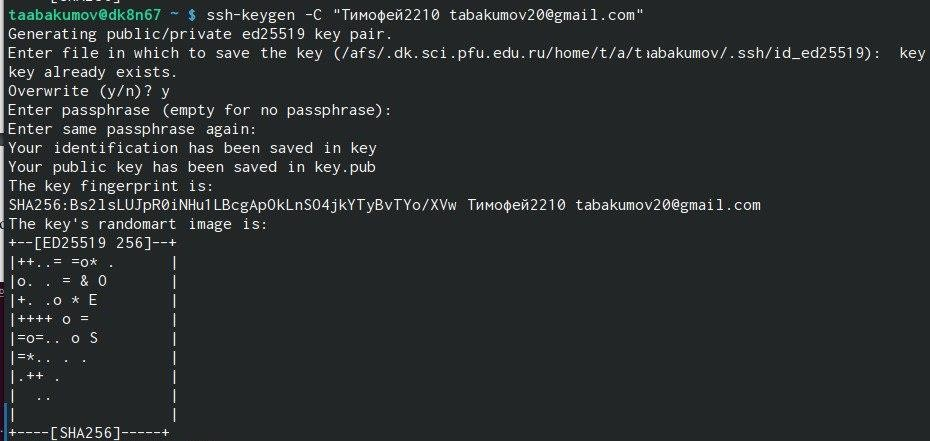 taabakumov@dk8n67 ~ $ ssh-keygen -C "Тимофей2210 tabakumov20@gmail.com"
Generating public/private ed25519 key pair.
Enter file in which to save the key (/afs/.dk.sci.pfu.edu.ru/home/t/a/taabakumov/.ssh/id_ed25519): key
key already exists.
Overwrite (y/n)? y
Enter passphrase (empty for no passphrase):
Enter same passphrase again:
Your identification has been saved in key
Your public key has been saved in key.pub
The key fingerprint is:
SHA256:Bs2lsLUJpR0iNHu1LBcgApOkLnSO4jkYTyBvTYo/XVw Тимофей2210 tabakumov20@gmail.com
The key's randomart image is:
+--[ED25519 256]--+
|++..= =o* .      |
|o. . = & O       |
|+. .o * E        |
|++++ o =         |
|=o=.. o S        |
|=*.. . .         |
|.++ .            |
|  ..             |
|                 |
+----[SHA256]-----+